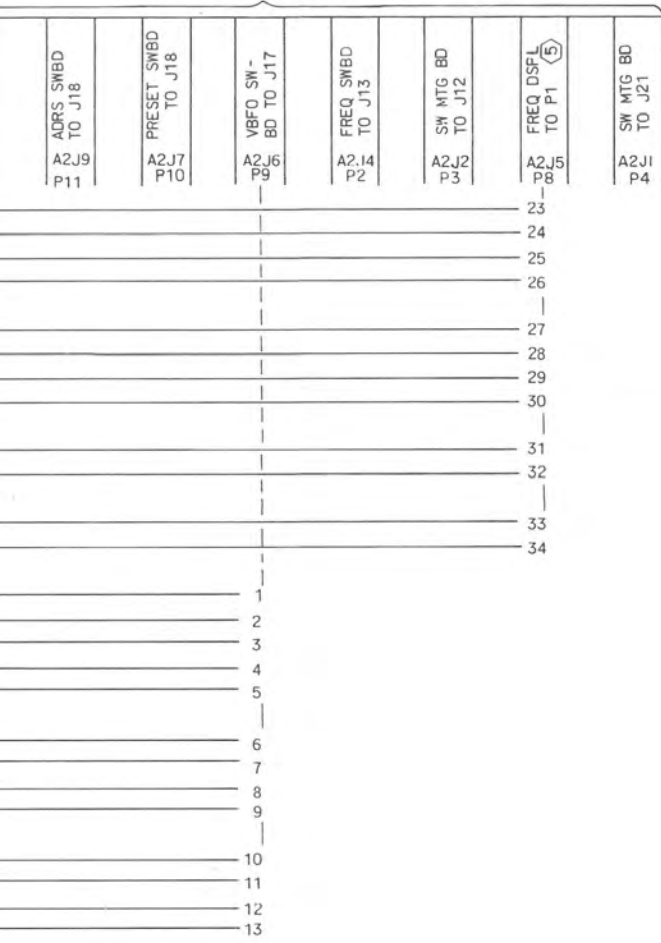 ADRS SWBD
TO J18
A2J9
P11
PRESET SWBD
TO J18
A2J7
P10
VBFO SW-
BD TO J17
A2J6
P9
FREQ SWBD
TO J13
A2J4
P2
SW MTG BD
TO J12
A2J2
P3
FREQ DSPL
TO P1 5
A2J5
P8
SW MTG BD
TO J21
A2J1
P4
23
24
25
26
27
28
29
30
31
32
33
34
1
2
3
4
5
6
7
8
9
10
11
12
13